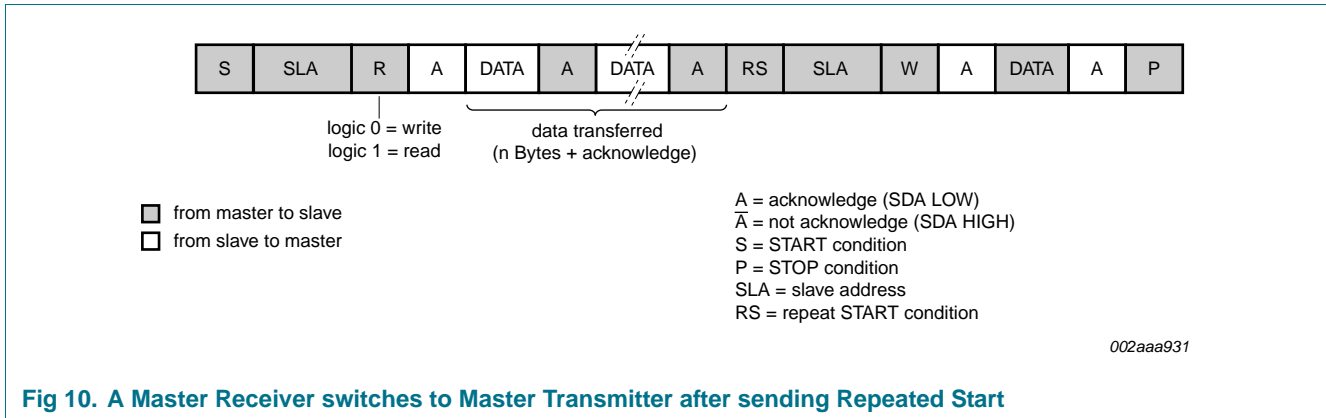 S SLA R A DATA A DATA A RS SLA W A DATA A P
logic 0 = write
logic 1 = read
data transferred
(n Bytes + acknowledge)
from master to slave
from slave to master
A = acknowledge (SDA LOW)
A̅ = not acknowledge (SDA HIGH)
S = START condition
P = STOP condition
SLA = slave address
RS = repeat START condition
002aaa931
Fig 10. A Master Receiver switches to Master Transmitter after sending Repeated Start